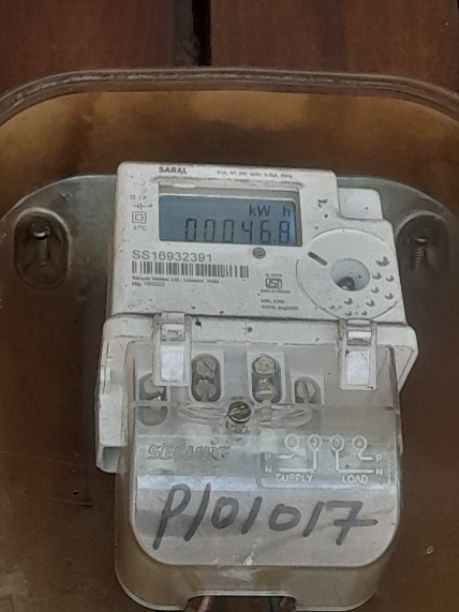 SARAL
kW h
000468
SS16932391
SECURE
P N SUPPLY LOAD P N
P/01017